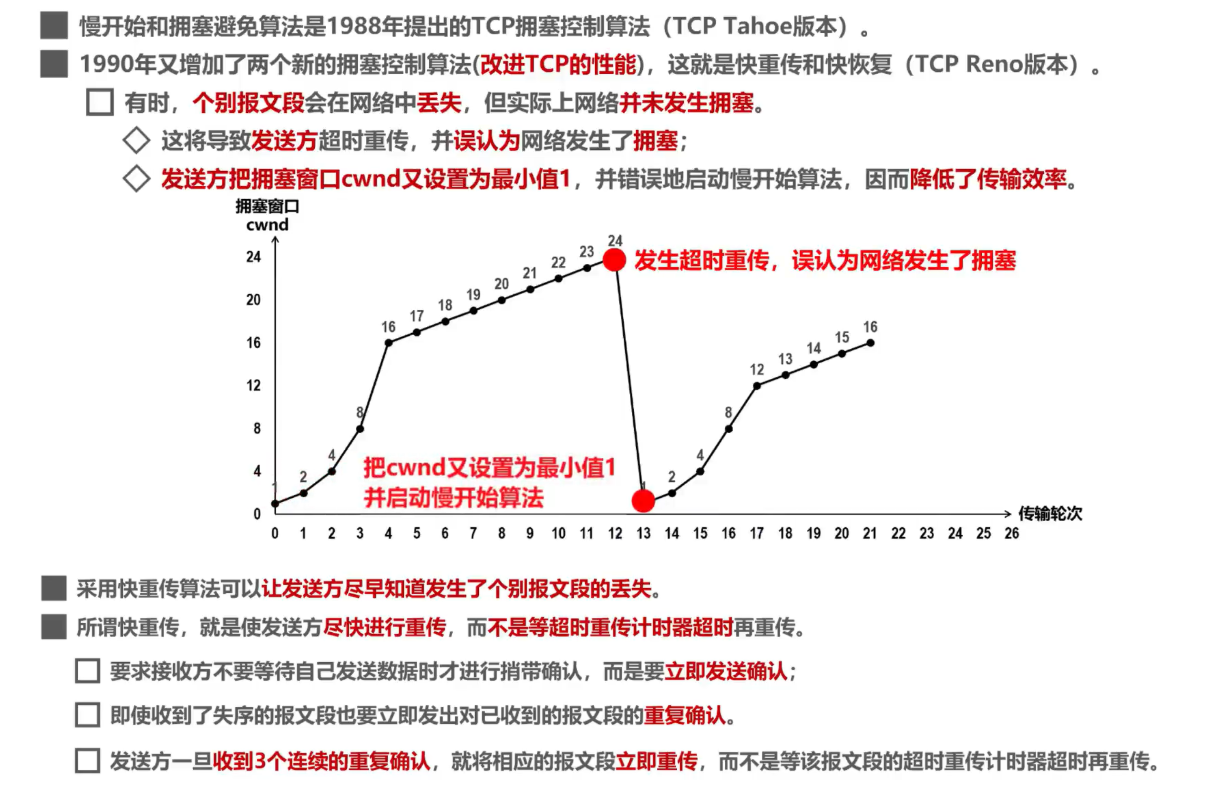 慢开始和拥塞避免算法是1988年提出的TCP拥塞控制算法（TCP Tahoe版本）。
1990年又增加了两个新的拥塞控制算法(改进TCP的性能)，这就是快重传和快恢复（TCP Reno版本）。
有时，个别报文段会在网络中丢失，但实际上网络并未发生拥塞。
这将导致发送方超时重传，并误认为网络发生了拥塞；
发送方把拥塞窗口cwnd又设置为最小值1，并错误地启动慢开始算法，因而降低了传输效率。
拥塞窗口
cwnd
24
20
16
12
8
4
0
1
2
4
8
16
17
18
19
20
21
22
23
24
发生超时重传，误认为网络发生了拥塞
把cwnd又设置为最小值1
并启动慢开始算法
2
4
8
12
13
14
15
16
0 1 2 3 4 5 6 7 8 9 10 11 12 13 14 15 16 17 18 19 20 21 22 23 24 25 26
传输轮次
采用快重传算法可以让发送方尽早知道发生了个别报文段的丢失。
所谓快重传，就是使发送方尽快进行重传，而不是等超时重传计时器超时再重传。
要求接收方不要等待自己发送数据时才进行捎带确认，而是要立即发送确认；
即使收到了失序的报文段也要立即发出对已收到的报文段的重复确认。
发送方一旦收到3个连续的重复确认，就将相应的报文段立即重传，而不是等该报文段的超时重传计时器超时再重传。